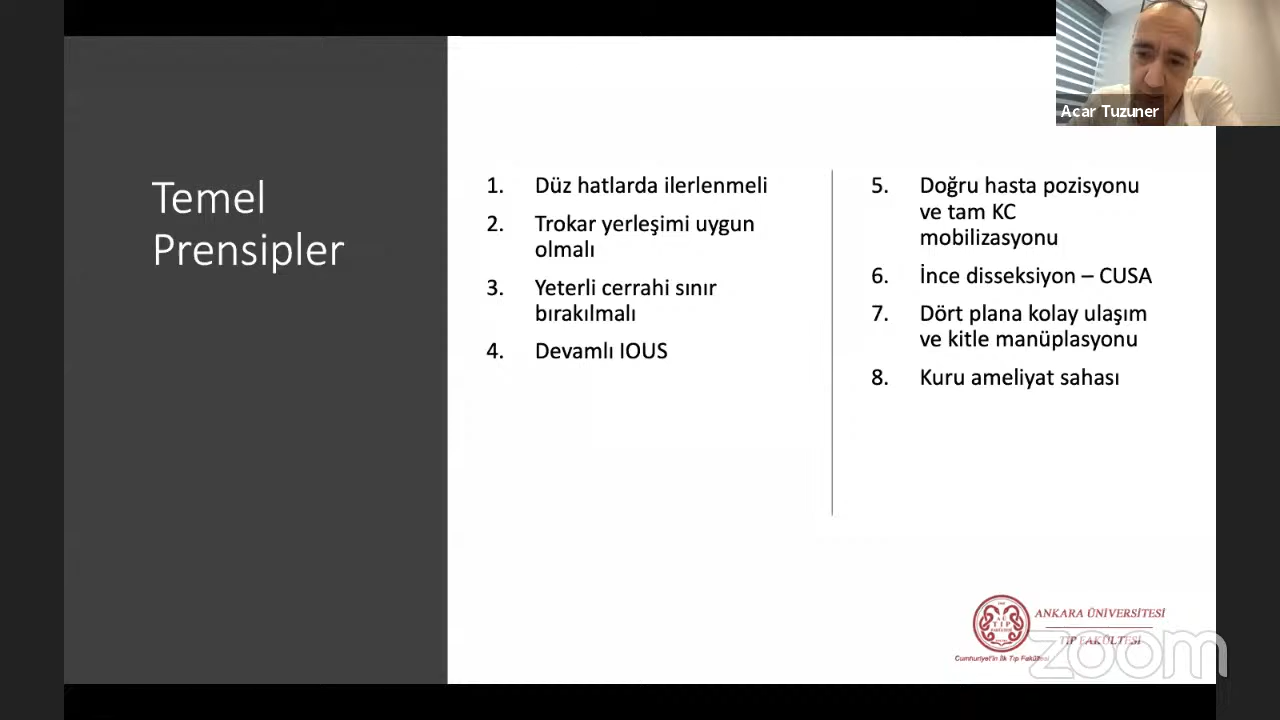 Acar Tuzuner
Temel
Prensipler
1. Düz hatlarda ilerlenmeli
2. Trokar yerleşimi uygun
olmalı
3. Yeterli cerrahi sınır
bırakılmalı
4. Devamlı IOUS
5. Doğru hasta pozisyonu
ve tam KC
mobilizasyonu
6. İnce disseksiyon – CUSA
7. Dört plana kolay ulaşım
ve kitle manüplasyonu
8. Kuru ameliyat sahası
ANKARA ÜNİVERSİTESİ
TIP FAKÜLTESİ
Cumhuriyet'in İlk Tıp Fakültesi
zoom